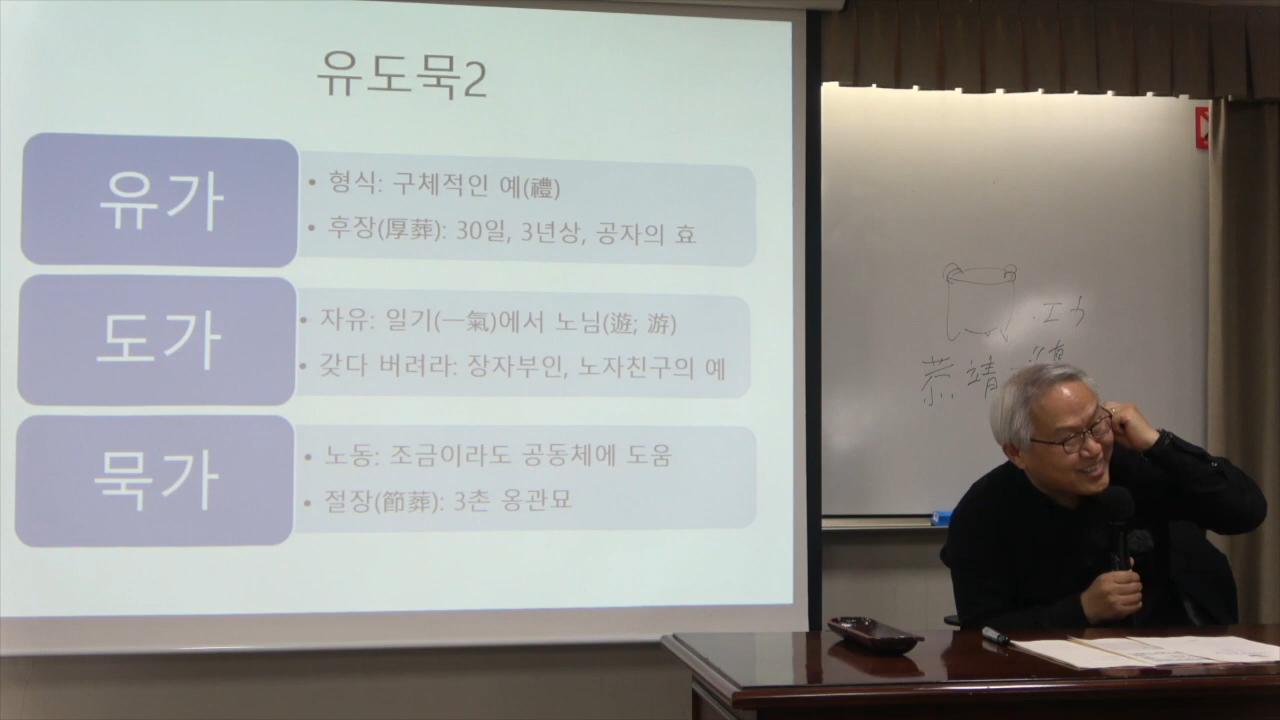 유도묵2
유가
• 형식: 구체적인 예(禮)
• 후장(厚葬): 30일, 3년상, 공자의 효
도가
• 자유: 일기(一氣)에서 노님(遊; 游)
• 갖다 버려라: 장자부인, 노자친구의 예
묵가
• 노동: 조금이라도 공동체에 도움
• 절장(節葬): 3촌 옹관묘
恭 靖